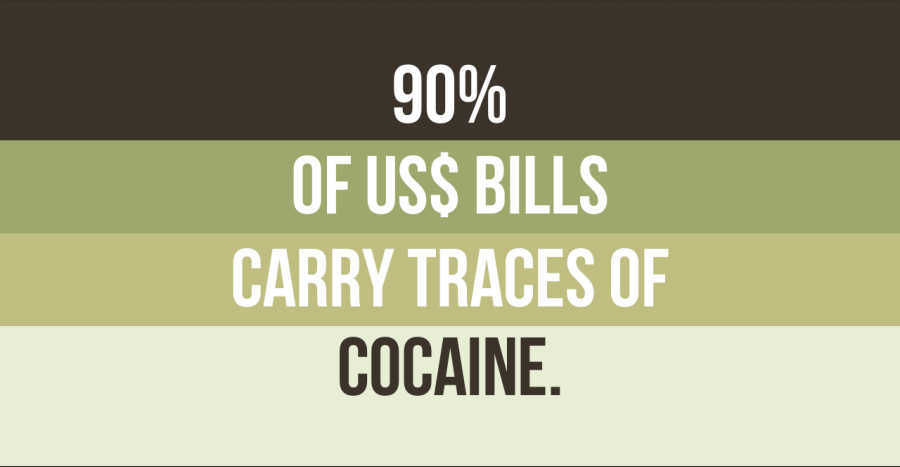 90%
OF US$ BILLS
CARRY TRACES OF
COCAINE.